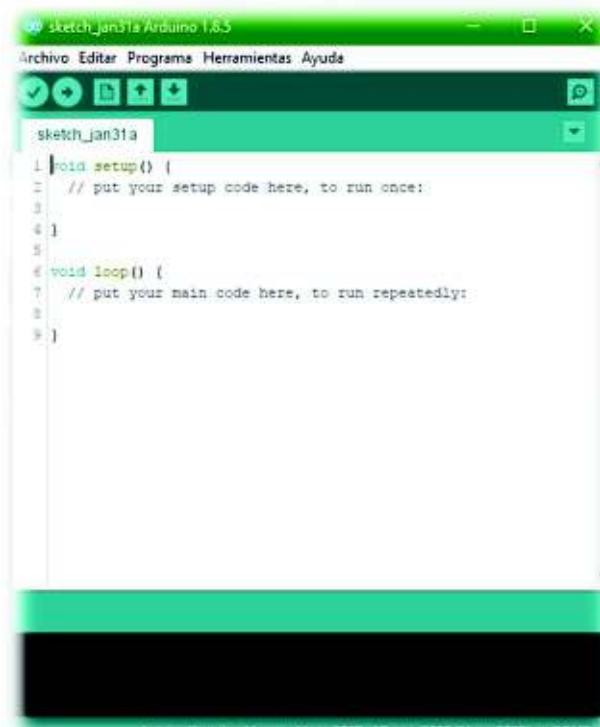 sketch_jan31a Arduino 1.8.5
Archivo Editar Programa Herramientas Ayuda
sketch_jan31a
1 void setup() {
2 // put your setup code here, to run once:
3
4 }
5
6 void loop() {
7 // put your main code here, to run repeatedly:
8
9 }